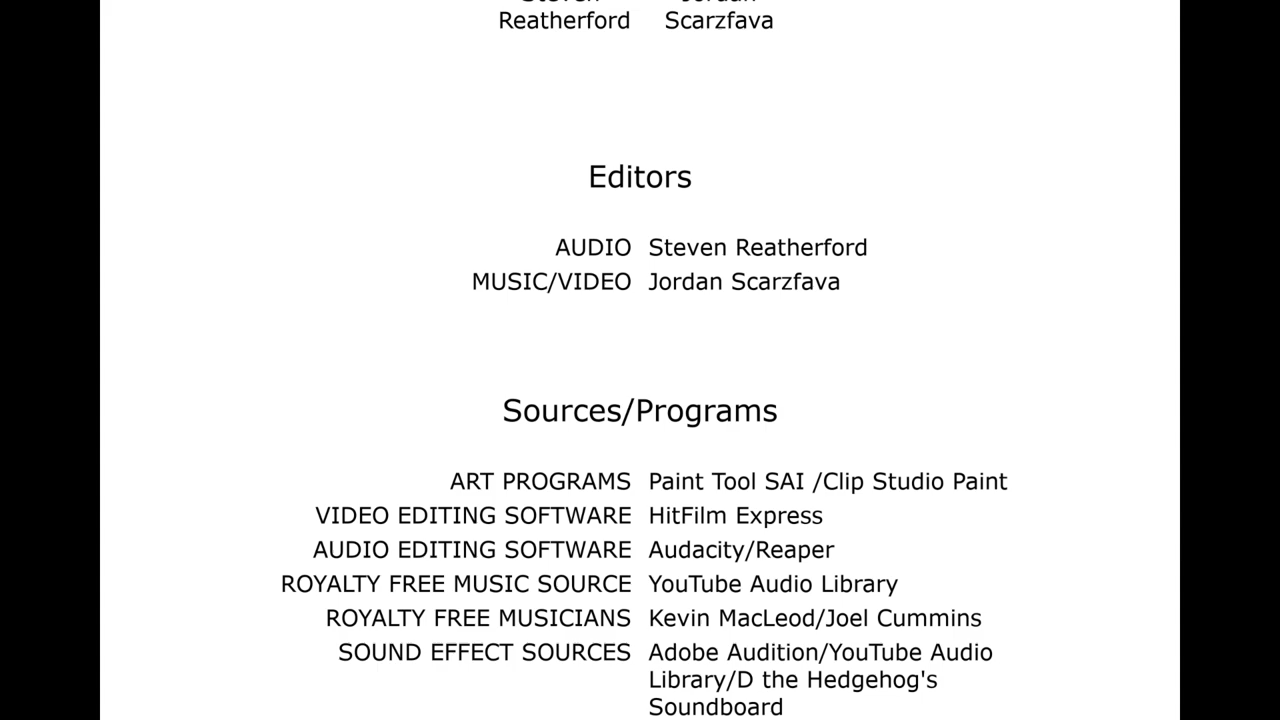 Steven Jordan
Reatherford Scarzfava
Editors
AUDIO Steven Reatherford
MUSIC/VIDEO Jordan Scarzfava
Sources/Programs
ART PROGRAMS Paint Tool SAI /Clip Studio Paint
VIDEO EDITING SOFTWARE HitFilm Express
AUDIO EDITING SOFTWARE Audacity/Reaper
ROYALTY FREE MUSIC SOURCE YouTube Audio Library
ROYALTY FREE MUSICIANS Kevin MacLeod/Joel Cummins
SOUND EFFECT SOURCES Adobe Audition/YouTube Audio
Library/D the Hedgehog's
Soundboard